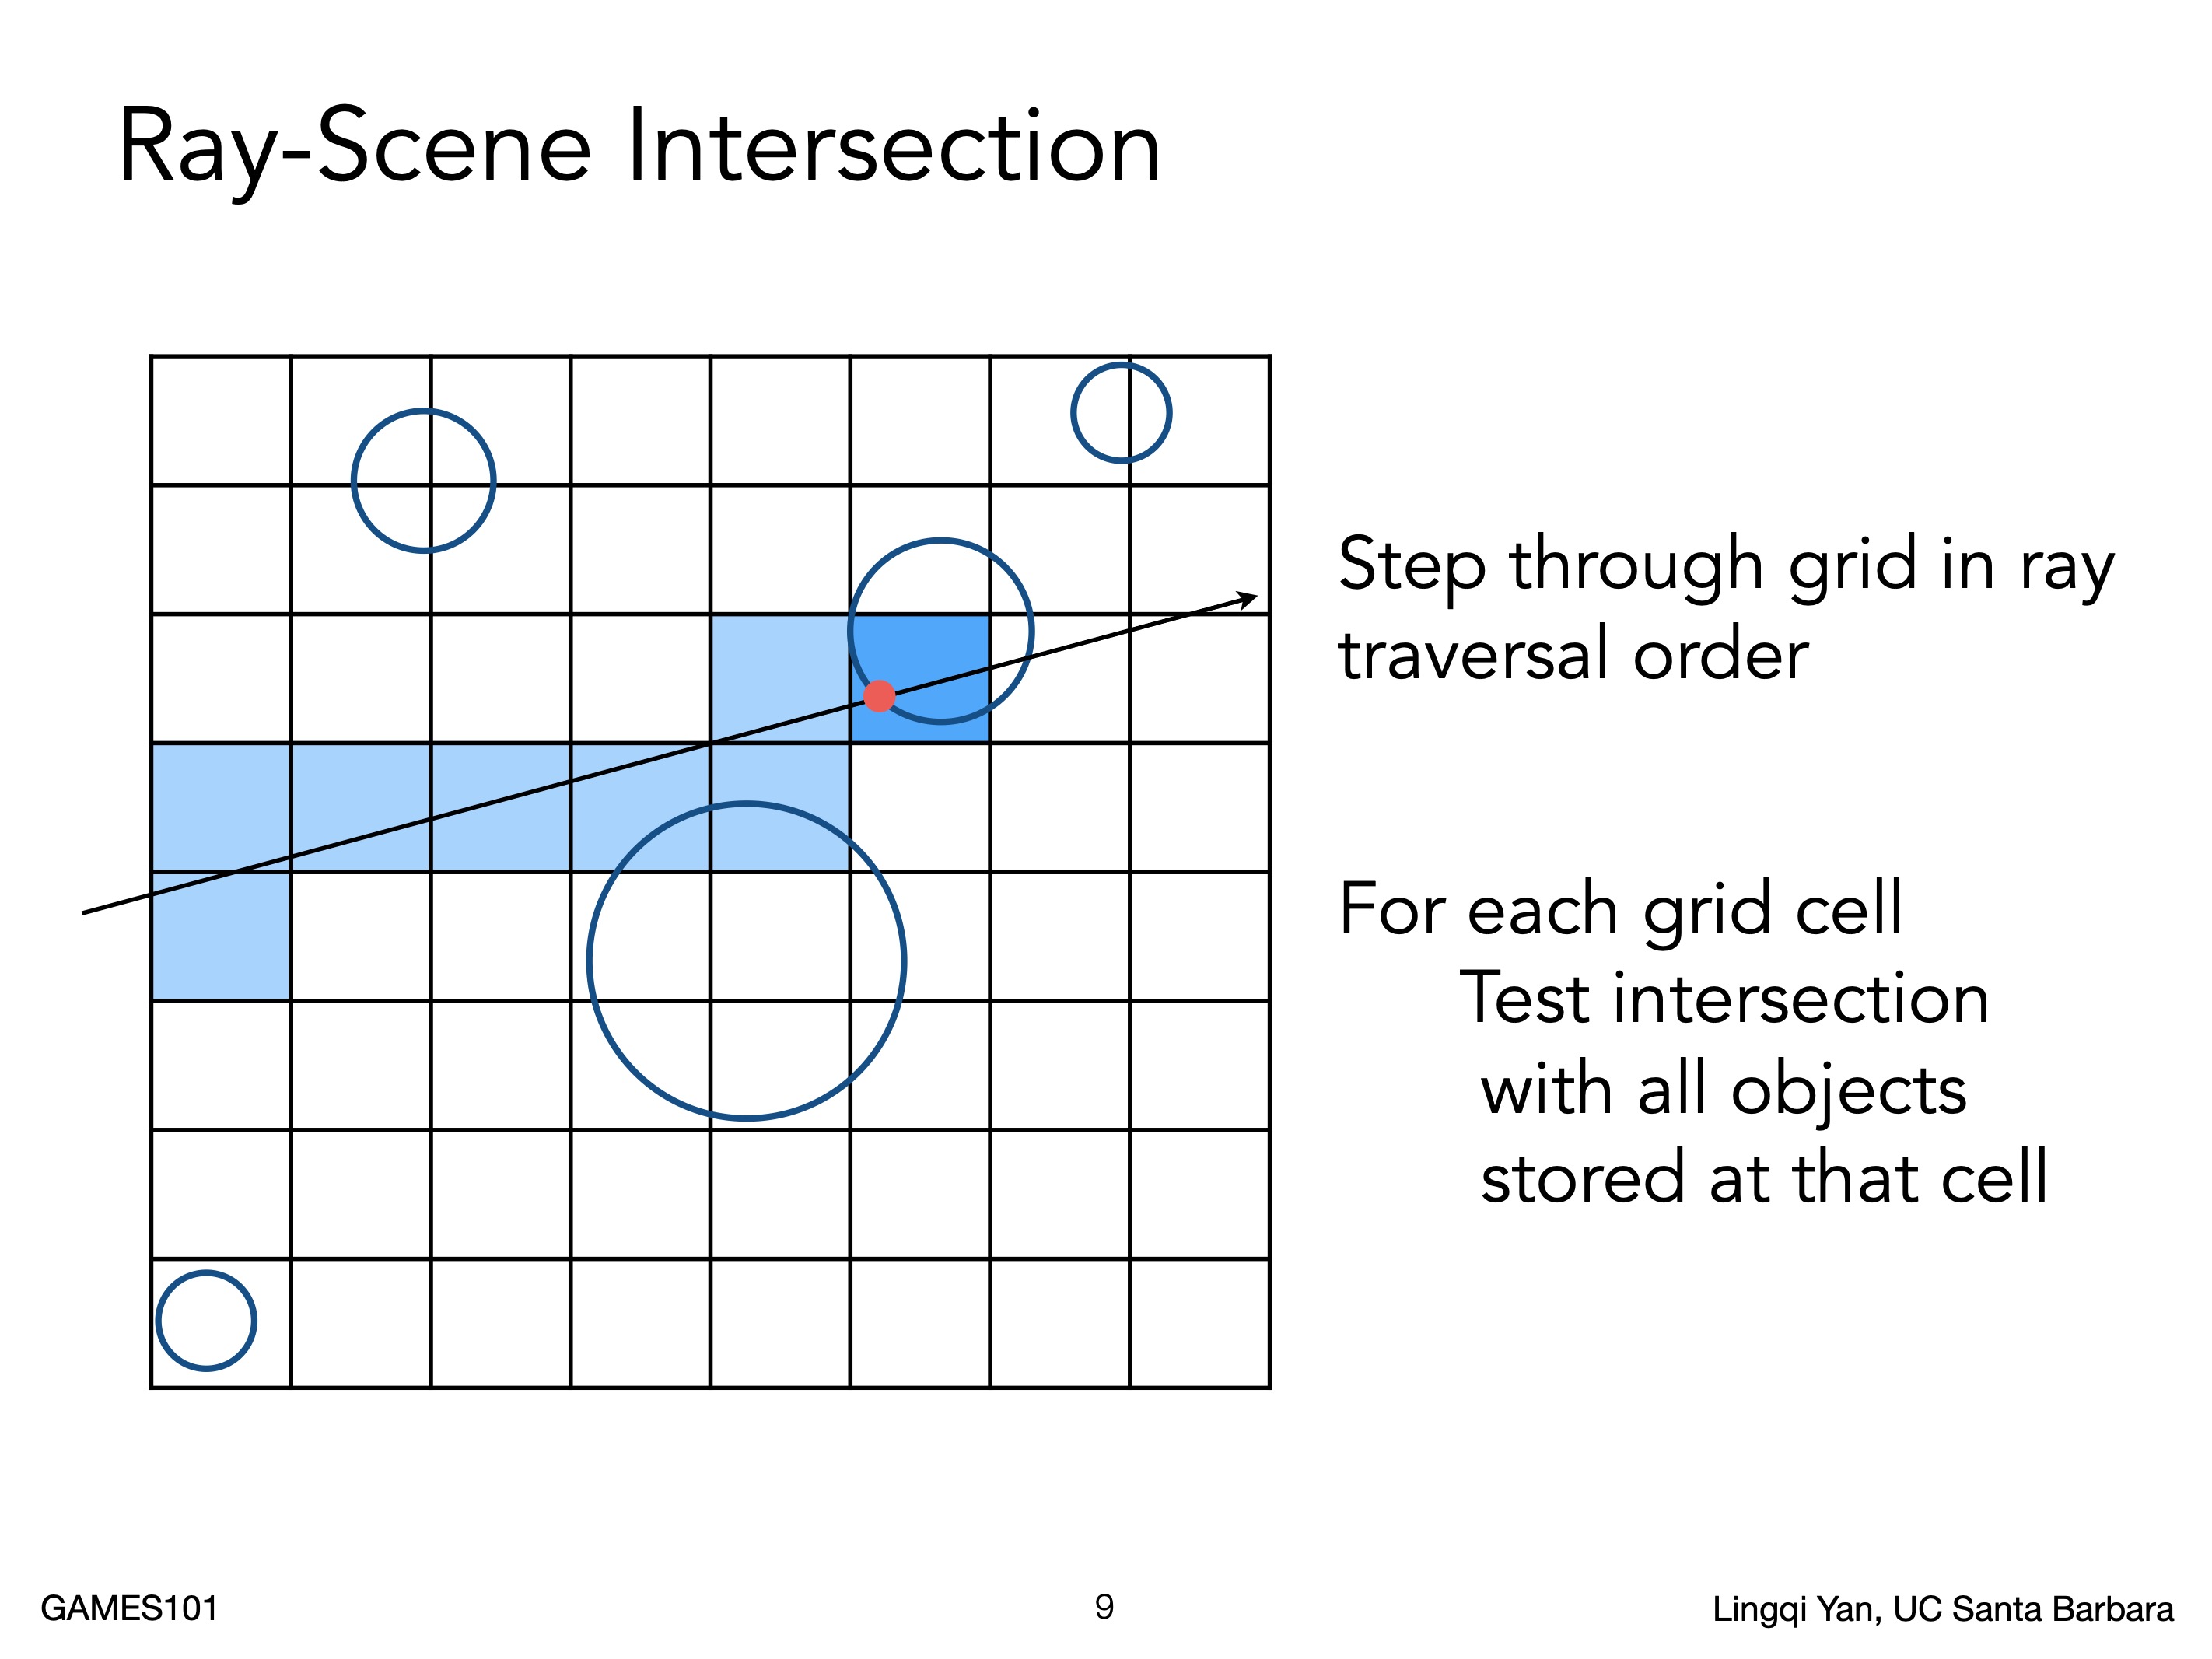 Ray-Scene Intersection
Step through grid in ray
traversal order
For each grid cell
Test intersection
with all objects
stored at that cell
GAMES101
9
Lingqi Yan, UC Santa Barbara